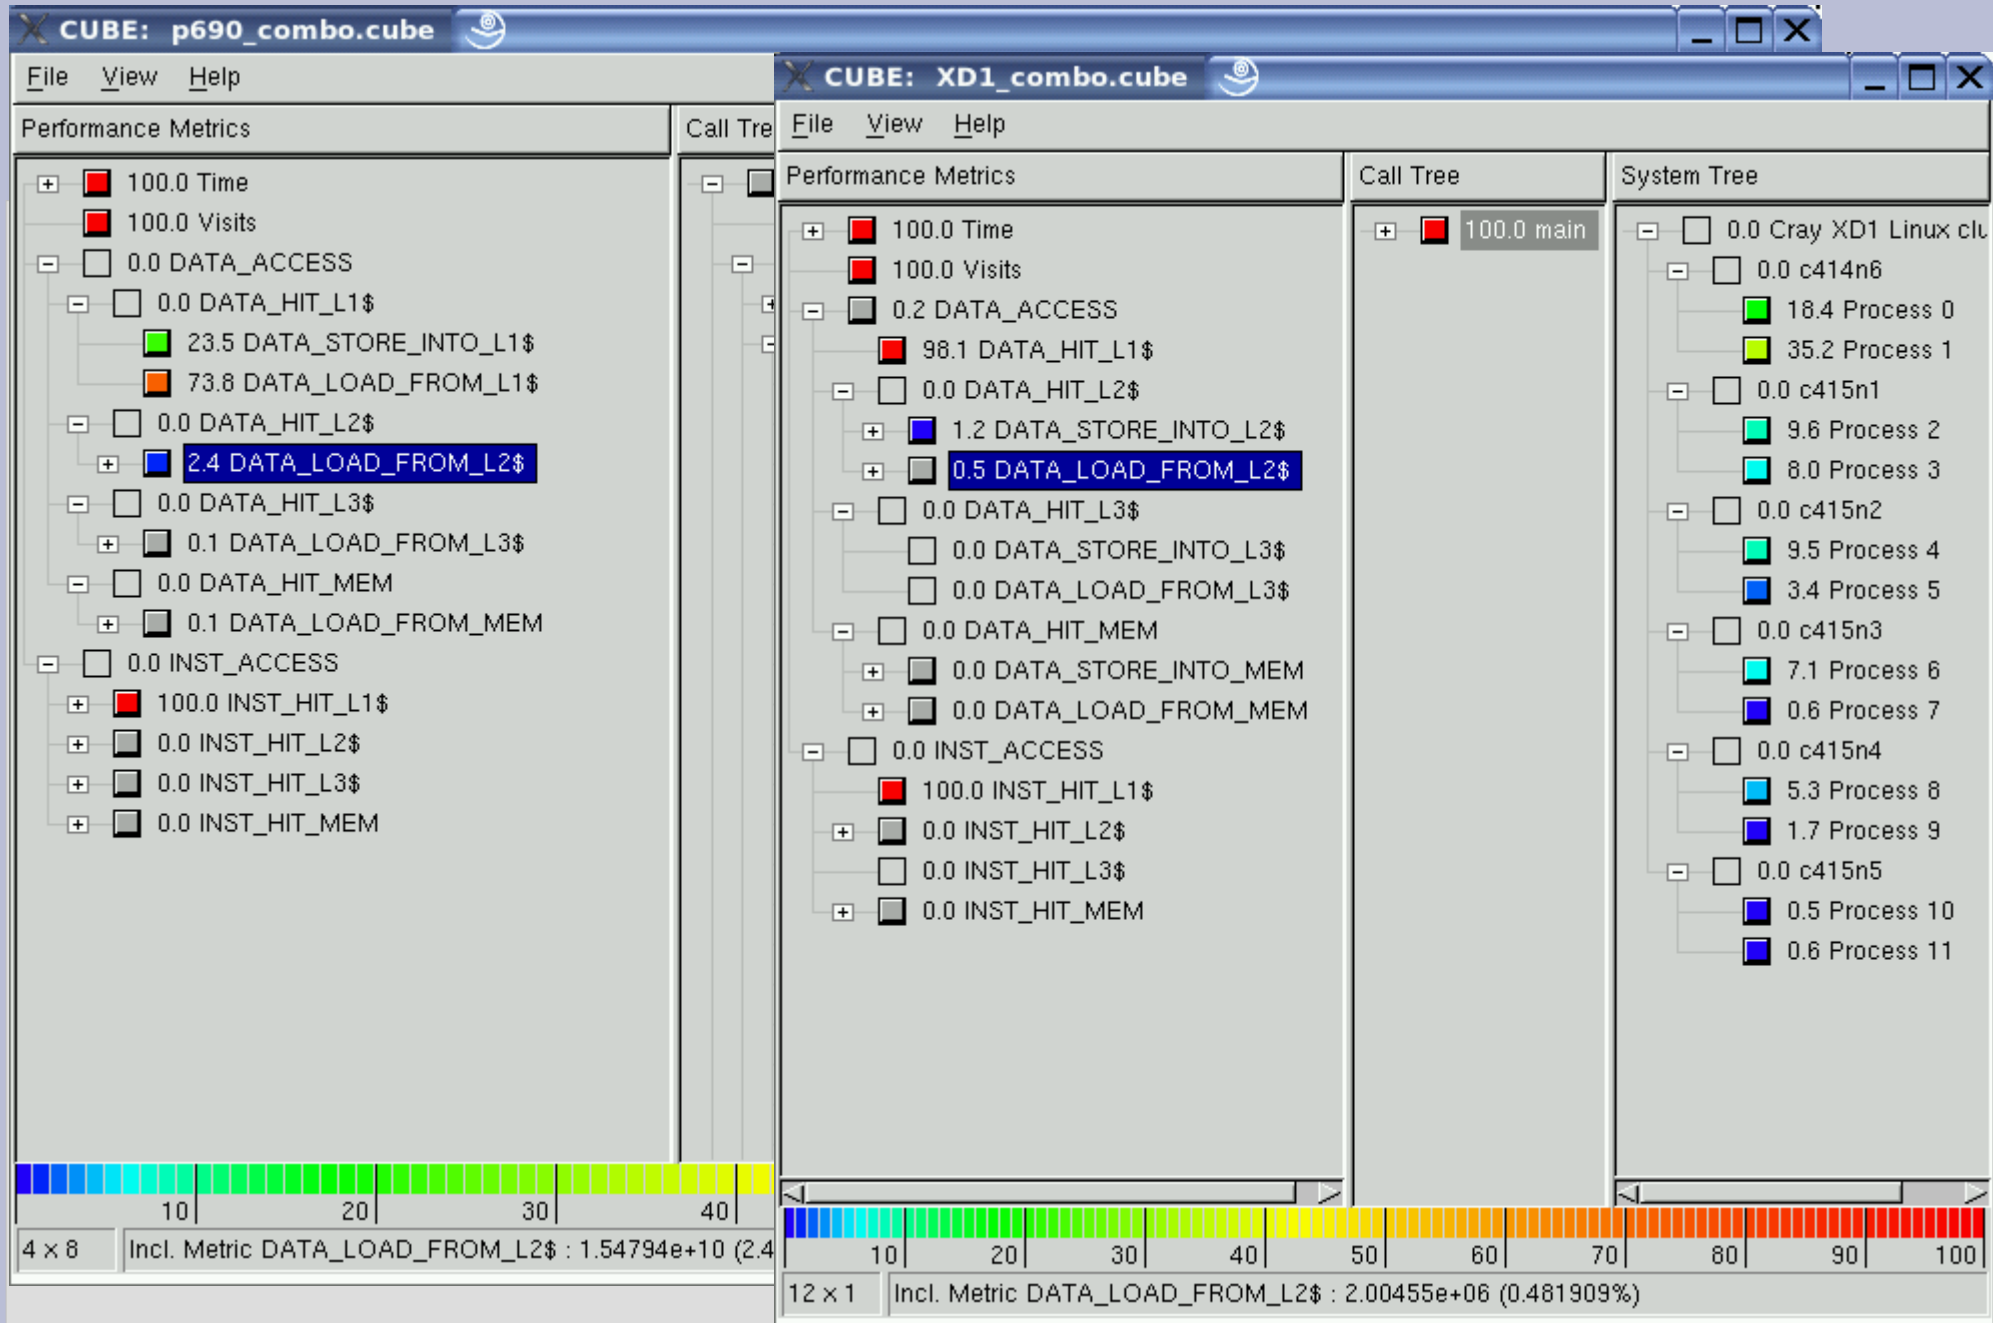 CUBE: p690_combo.cube
File View Help
Performance Metrics
Call Tre
100.0 Time
100.0 Visits
0.0 DATA_ACCESS
0.0 DATA_HIT_L1$
23.5 DATA_STORE_INTO_L1$
73.8 DATA_LOAD_FROM_L1$
0.0 DATA_HIT_L2$
2.4 DATA_LOAD_FROM_L2$
0.0 DATA_HIT_L3$
0.1 DATA_LOAD_FROM_L3$
0.0 DATA_HIT_MEM
0.1 DATA_LOAD_FROM_MEM
0.0 INST_ACCESS
100.0 INST_HIT_L1$
0.0 INST_HIT_L2$
0.0 INST_HIT_L3$
0.0 INST_HIT_MEM
10 20 30 40
4 x 8 Incl. Metric DATA_LOAD_FROM_L2$ : 1.54794e+10 (2.4
CUBE: XD1_combo.cube
File View Help
Performance Metrics
100.0 Time
100.0 Visits
0.2 DATA_ACCESS
98.1 DATA_HIT_L1$
0.0 DATA_HIT_L2$
1.2 DATA_STORE_INTO_L2$
0.5 DATA_LOAD_FROM_L2$
0.0 DATA_HIT_L3$
0.0 DATA_STORE_INTO_L3$
0.0 DATA_LOAD_FROM_L3$
0.0 DATA_HIT_MEM
0.0 DATA_STORE_INTO_MEM
0.0 DATA_LOAD_FROM_MEM
0.0 INST_ACCESS
100.0 INST_HIT_L1$
0.0 INST_HIT_L2$
0.0 INST_HIT_L3$
0.0 INST_HIT_MEM
Call Tree
100.0 main
System Tree
0.0 Cray XD1 Linux clu
0.0 c414n6
18.4 Process 0
35.2 Process 1
0.0 c415n1
9.6 Process 2
8.0 Process 3
0.0 c415n2
9.5 Process 4
3.4 Process 5
0.0 c415n3
7.1 Process 6
0.6 Process 7
0.0 c415n4
5.3 Process 8
1.7 Process 9
0.0 c415n5
0.5 Process 10
0.6 Process 11
10 20 30 40 50 60 70 80 90 100
12 x 1 Incl. Metric DATA_LOAD_FROM_L2$ : 2.00455e+06 (0.481909%)